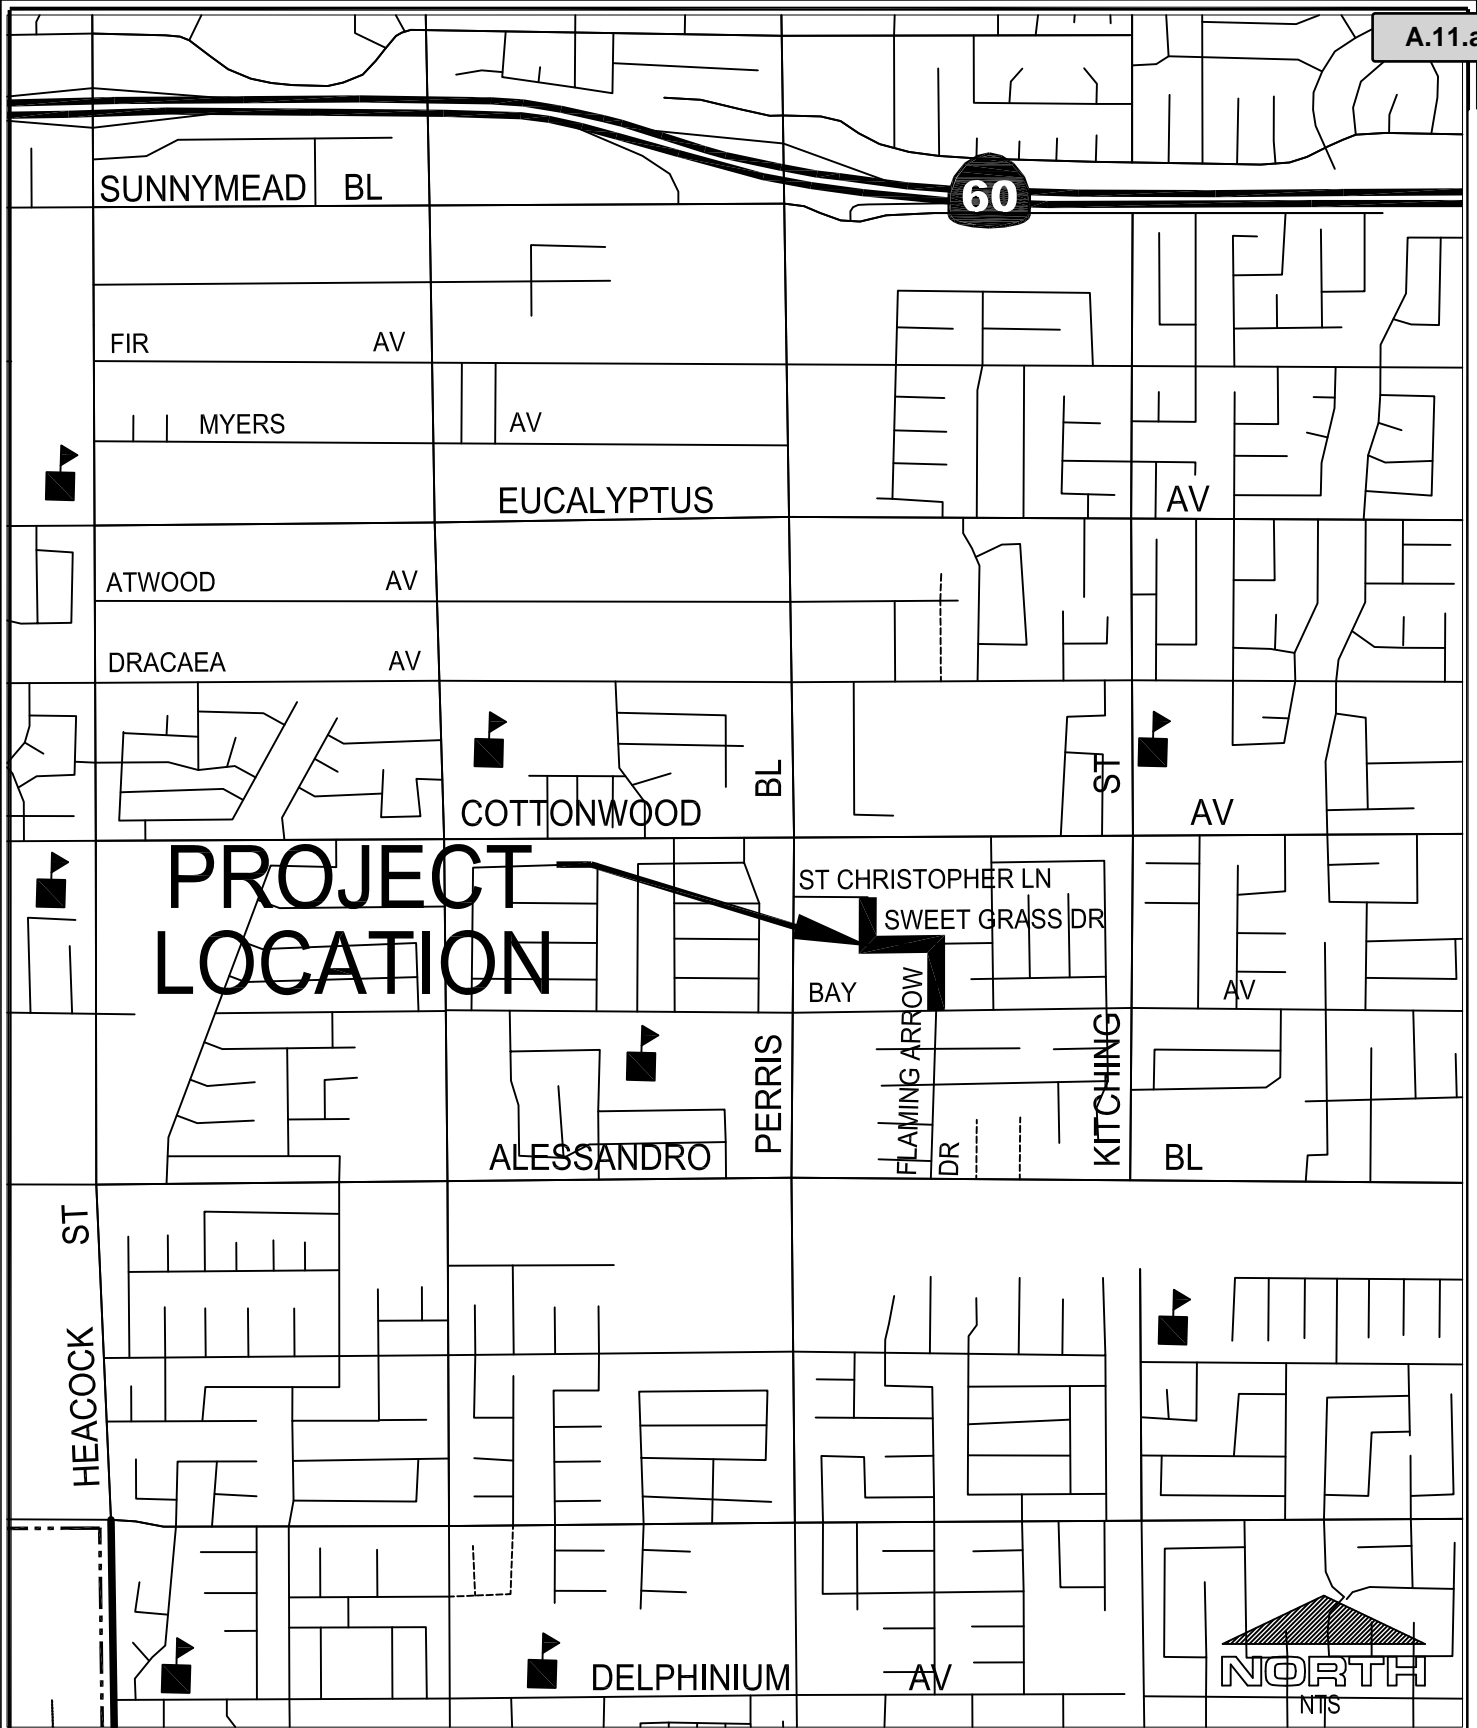 A.11.a
SUNNYMEAD BL
60
FIR AV
MYERS AV
EUCALYPTUS AV
ATWOOD AV
DRACAEA AV
BL
ST
COTTONWOOD AV
PROJECT
LOCATION
ST CHRISTOPHER LN
SWEET GRASS DR
BAY AV
FLAMING ARROW
DR
PERRIS
KITCHING
ALESSANDRO BL
ST
HEACOCK
DELPHINIUM AV
NORTH
NTS